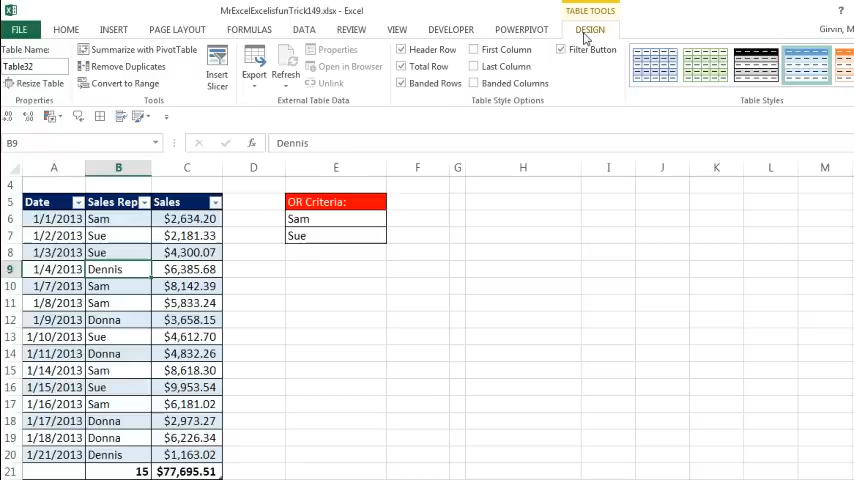 MrExcelExcelisfunTrick149.xlsx - Excel
TABLE TOOLS
?
FILE HOME INSERT PAGE LAYOUT FORMULAS DATA REVIEW VIEW DEVELOPER POWERPIVOT DESIGN Girvin, M
Table Name: Summarize with PivotTable Properties Header Row First Column Filter Button
Table32 Remove Duplicates Insert Slicer Export Refresh Open in Browser Total Row Last Column
Resize Table Convert to Range Unlink Banded Rows Banded Columns
Properties Tools External Table Data Table Style Options Table Styles
B9 fx Dennis
A B C D E F G H I J K L M
4
5 Date Sales Rep Sales OR Criteria:
6 1/1/2013 Sam $2,634.20 Sam
7 1/2/2013 Sue $2,181.33 Sue
8 1/3/2013 Sue $4,300.07
9 1/4/2013 Dennis $6,385.68
10 1/7/2013 Sam $8,142.39
11 1/8/2013 Sam $5,833.24
12 1/9/2013 Donna $3,658.15
13 1/10/2013 Sue $4,612.70
14 1/11/2013 Donna $4,832.26
15 1/14/2013 Sam $8,618.30
16 1/15/2013 Sue $9,953.54
17 1/16/2013 Sam $6,181.02
18 1/17/2013 Donna $2,973.27
19 1/18/2013 Donna $6,226.34
20 1/21/2013 Dennis $1,163.02
21 15 $77,695.51